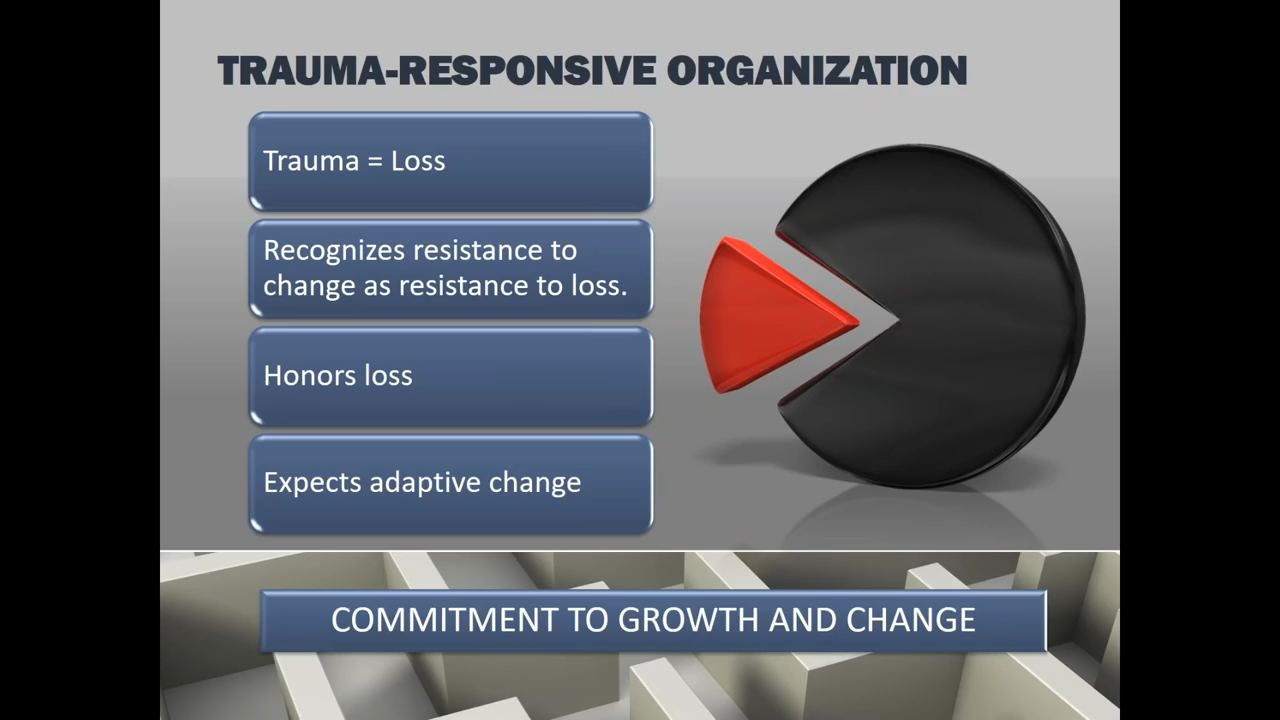 TRAUMA-RESPONSIVE ORGANIZATION
Trauma = Loss
Recognizes resistance to
change as resistance to loss.
Honors loss
Expects adaptive change
COMMITMENT TO GROWTH AND CHANGE